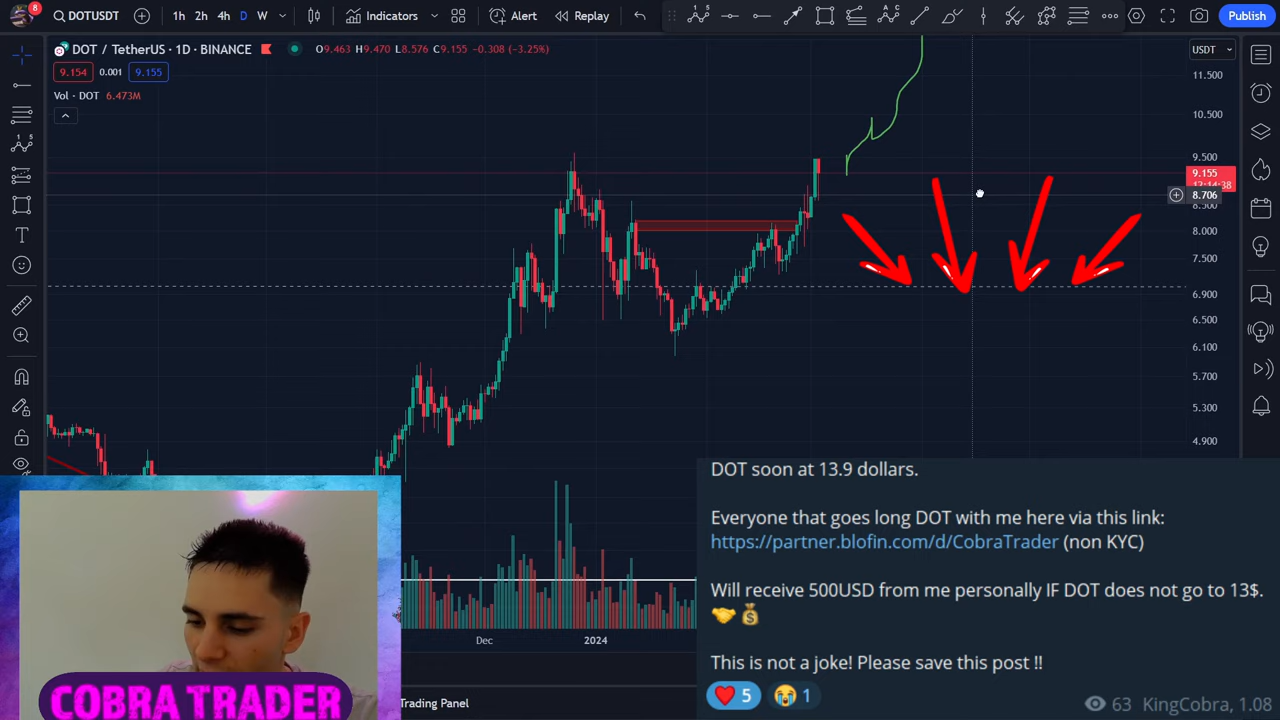 8
DOTUSDT
1h 2h 4h D W
Indicators
Alert
Replay
Publish
DOT / TetherUS · 1D · BINANCE
O9.463 H9.470 L8.576 C9.155 -0.308 (-3.25%)
USDT
9.154
0.001
9.155
Vol · DOT 6.473M
11.500
10.500
9.500
9.155
12:14:38
8.706
8.500
8.000
7.500
6.900
6.500
6.100
5.700
5.300
4.900
DOT soon at 13.9 dollars.
Everyone that goes long DOT with me here via this link:
https://partner.blofin.com/d/CobraTrader (non KYC)
Will receive 500USD from me personally IF DOT does not go to 13$.
🤝💰
This is not a joke! Please save this post !!
❤ 5 😭 1
63 KingCobra, 1.08
Dec
2024
Trading Panel
COBRA TRADER